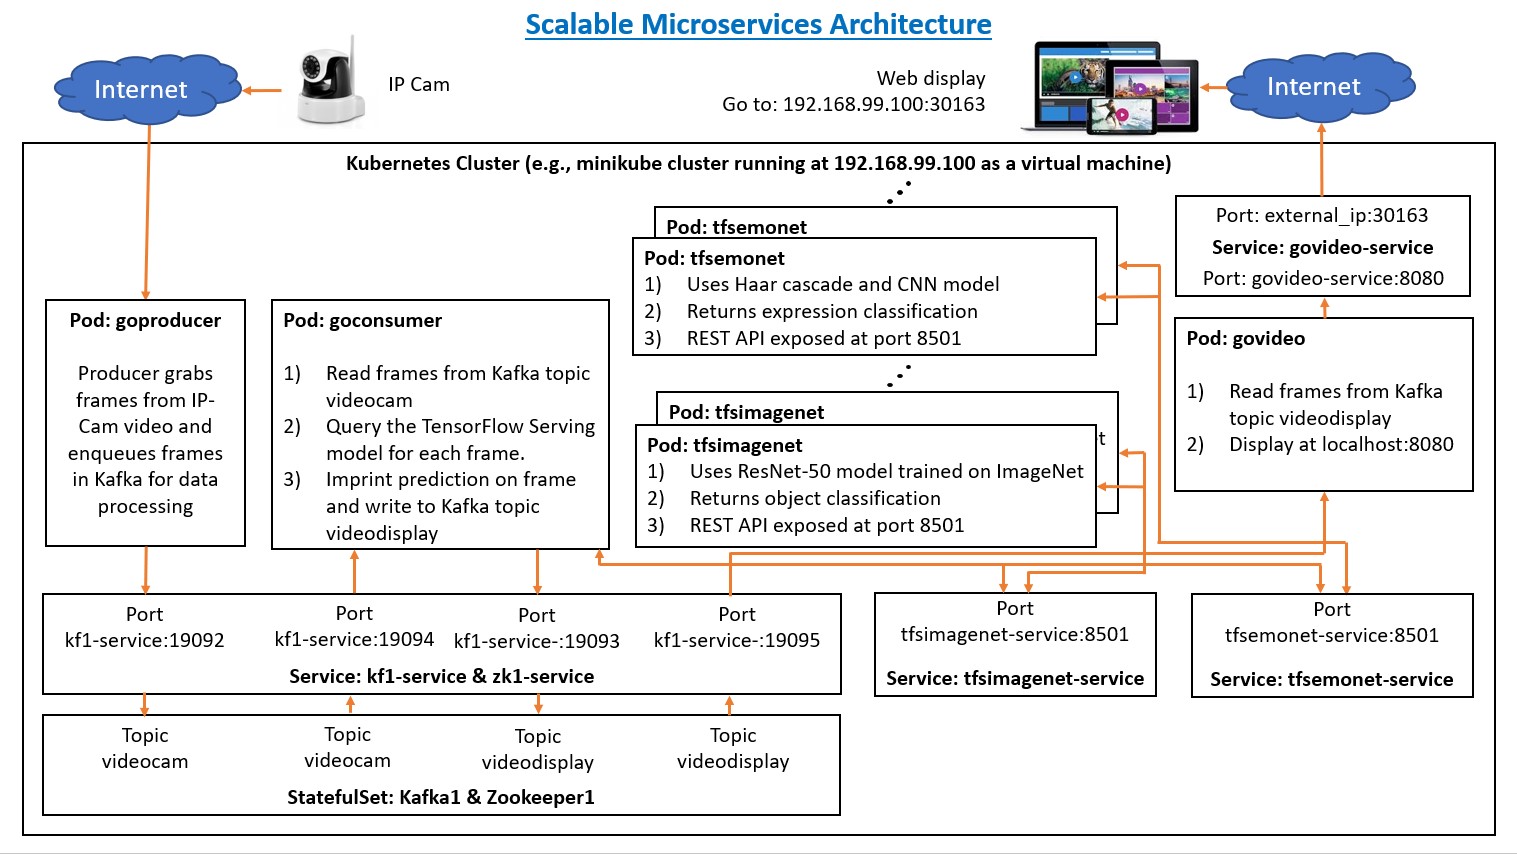 Scalable Microservices Architecture
Internet
IP Cam
Web display
Go to: 192.168.99.100:30163
Internet
Kubernetes Cluster (e.g., minikube cluster running at 192.168.99.100 as a virtual machine)
Pod: goproducer
Producer grabs
frames from IP-
Cam video and
enqueues frames
in Kafka for data
processing
Pod: goconsumer
1) Read frames from Kafka topic
videocam
2) Query the TensorFlow Serving
model for each frame.
3) Imprint prediction on frame
and write to Kafka topic
videodisplay
Pod: tfsemonet
Pod: tfsemonet
1) Uses Haar cascade and CNN model
2) Returns expression classification
3) REST API exposed at port 8501
Pod: tfsimagenet
et
Pod: tfsimagenet
1) Uses ResNet-50 model trained on ImageNet
2) Returns object classification
3) REST API exposed at port 8501
Port: external_ip:30163
Service: govideo-service
Port: govideo-service:8080
Pod: govideo
1) Read frames from Kafka
topic videodisplay
2) Display at localhost:8080
Port
kf1-service:19092
Port
kf1-service:19094
Port
kf1-service-:19093
Port
kf1-service-:19095
Service: kf1-service & zk1-service
Port
tfsimagenet-service:8501
Service: tfsimagenet-service
Port
tfsemonet-service:8501
Service: tfsemonet-service
Topic
videocam
Topic
videocam
Topic
videodisplay
Topic
videodisplay
StatefulSet: Kafka1 & Zookeeper1